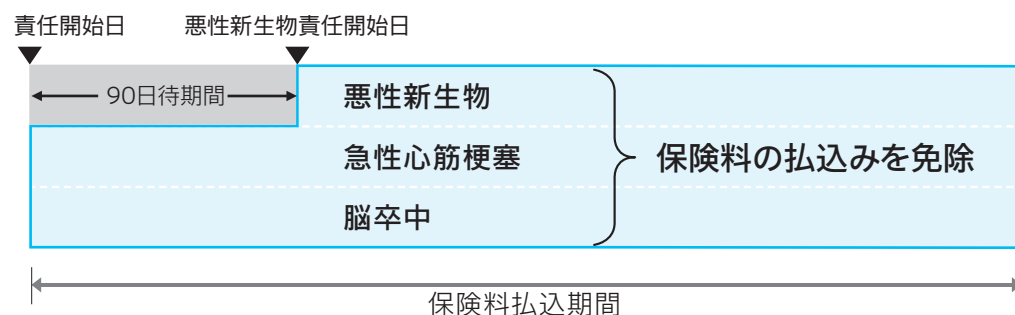 責任開始日
悪性新生物責任開始日
90日待期間
悪性新生物
急性心筋梗塞
脳卒中
保険料の払込みを免除
保険料払込期間